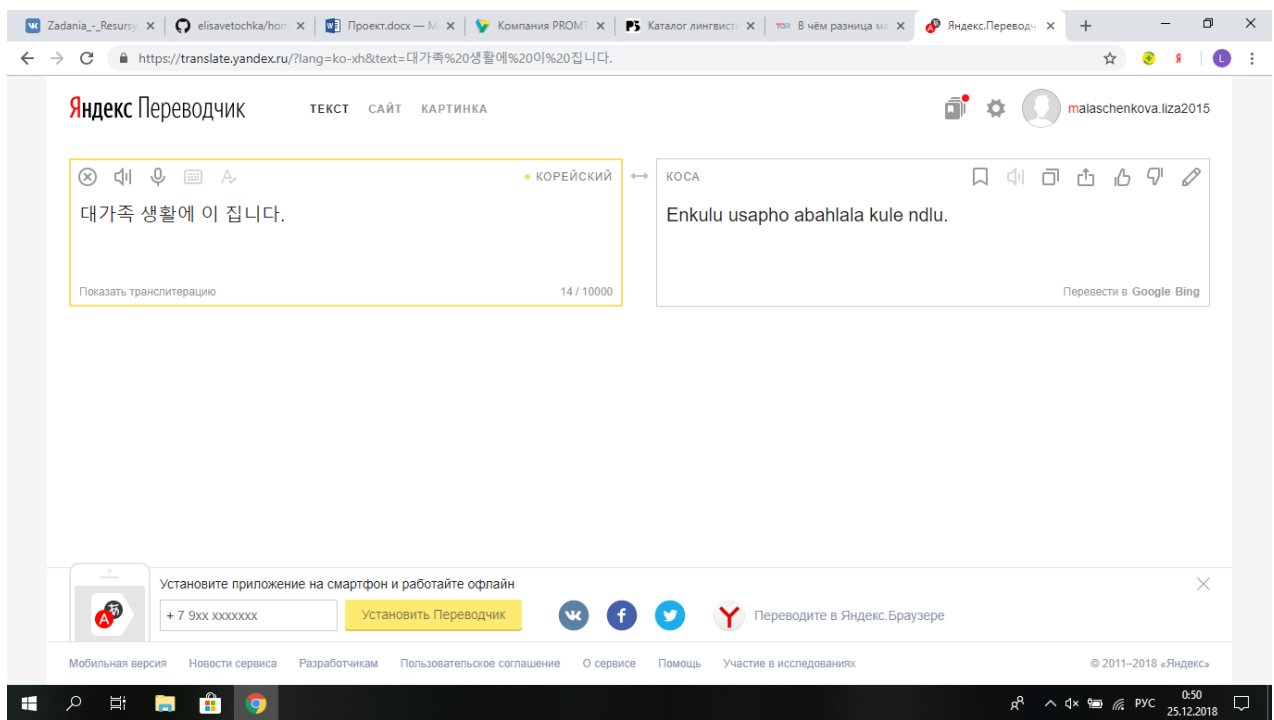 Zadania_-_Resursy
elisavetochka/hom
Проект.docx — M
Компания PROMT
Каталог лингвист
В чём разница ма
Яндекс.Переводч
https://translate.yandex.ru/?lang=ko-xh&text=대가족%20생활에%20이%20집니다.
Яндекс Переводчик
ТЕКСТ САЙТ КАРТИНКА
malaschenkova.liza2015
КОРЕЙСКИЙ
КОСА
대가족 생활에 이 집니다.
Enkulu usapho abahlala kule ndlu.
Показать транслитерацию
14 / 10000
Перевести в Google Bing
Установите приложение на смартфон и работайте офлайн
+ 7 9xx xxxxxxx
Установить Переводчик
Переводите в Яндекс.Браузере
Мобильная версия Новости сервиса Разработчикам Пользовательское соглашение О сервисе Помощь Участие в исследованиях
© 2011–2018 «Яндекс»
РУС
0:50
25.12.2018